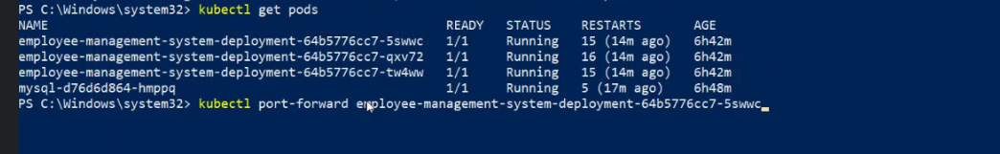 PS C:\Windows\system32> kubectl get pods
NAME READY STATUS RESTARTS AGE
employee-management-system-deployment-64b5776cc7-5swwc 1/1 Running 15 (14m ago) 6h42m
employee-management-system-deployment-64b5776cc7-qxv72 1/1 Running 16 (14m ago) 6h42m
employee-management-system-deployment-64b5776cc7-tw4ww 1/1 Running 15 (14m ago) 6h42m
mysql-d76d6d864-hmppq 1/1 Running 5 (17m ago) 6h48m
PS C:\Windows\system32> kubectl port-forward employee-management-system-deployment-64b5776cc7-5swwc